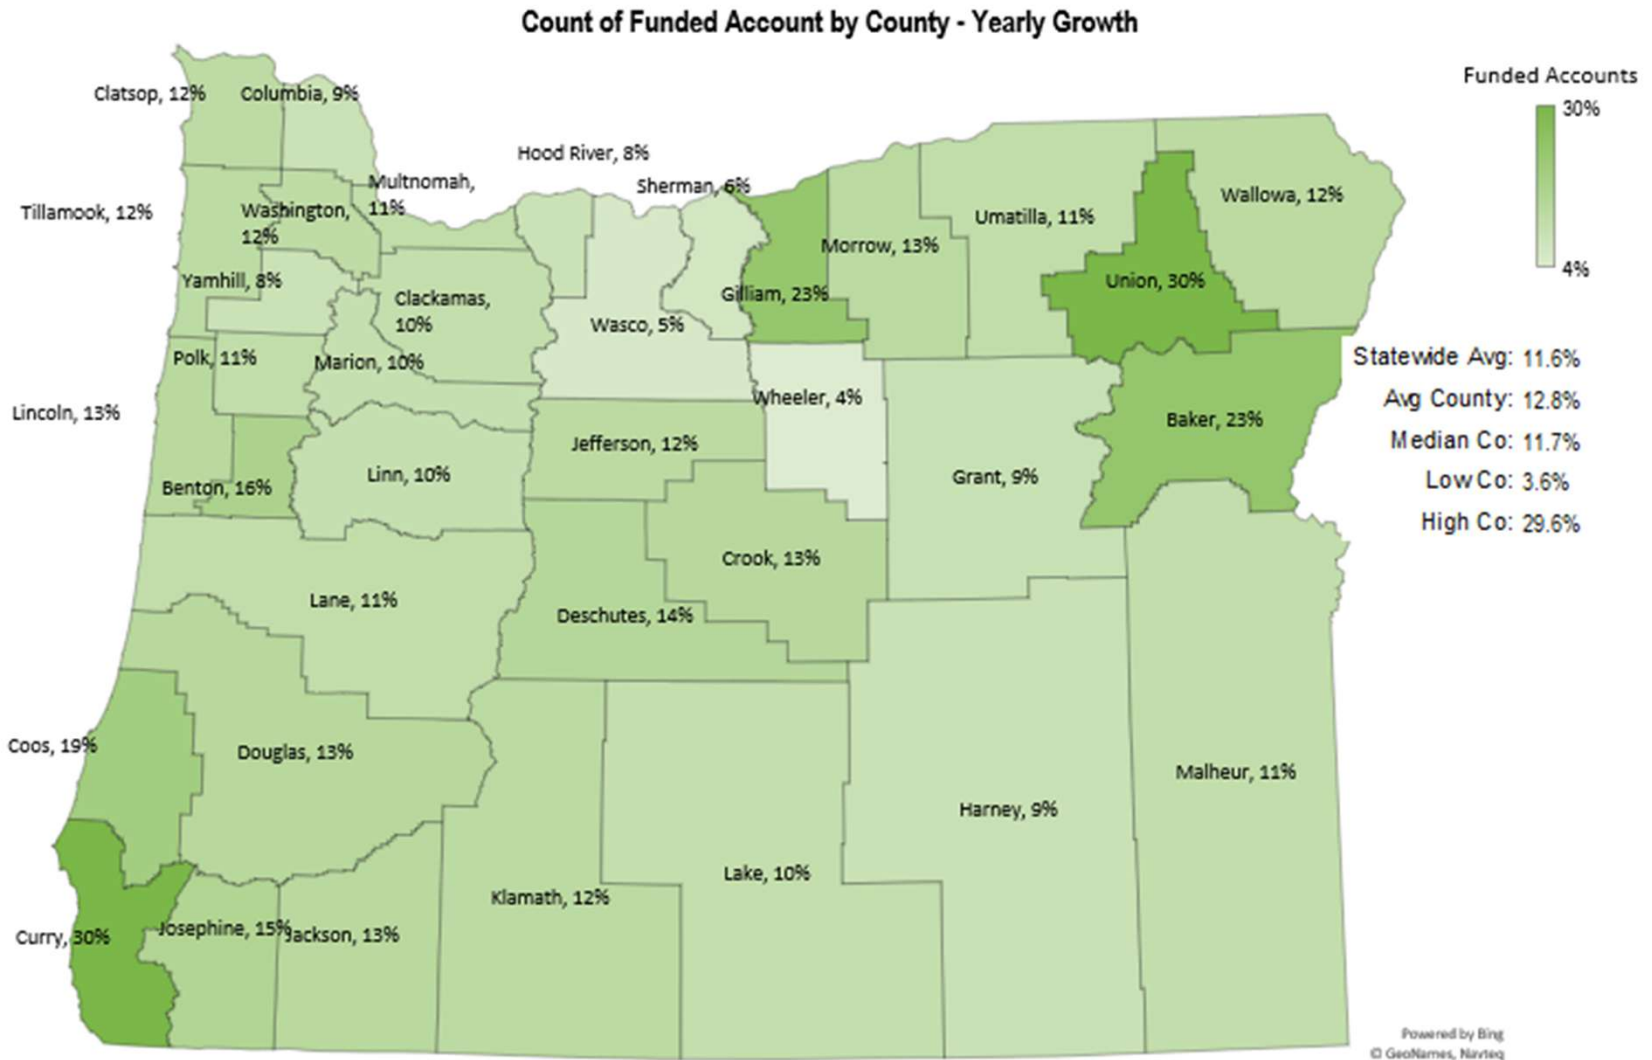 Count of Funded Account by County - Yearly Growth
Funded Accounts
30%
4%
Clatsop, 12%
Columbia, 9%
Hood River, 8%
Multnomah,
11%
Sherman, 6%
Tillamook, 12%
Washington,
12%
Wallowa, 12%
Umatilla, 11%
Morrow, 13%
Yamhill, 8%
Union, 30%
Gilliam, 23%
Clackamas,
10%
Wasco, 5%
Polk, 11%
Marion, 10%
Wheeler, 4%
Lincoln, 13%
Baker, 23%
Jefferson, 12%
Linn, 10%
Grant, 9%
Benton, 16%
Crook, 13%
Lane, 11%
Deschutes, 14%
Coos, 19%
Douglas, 13%
Malheur, 11%
Harney, 9%
Lake, 10%
Klamath, 12%
Curry, 30%
Josephine, 15%
Jackson, 13%
Statewide Avg: 11.6%
Avg County: 12.8%
Median Co: 11.7%
Low Co: 3.6%
High Co: 29.6%
Powered by Bing
© GeoNames, Navteq